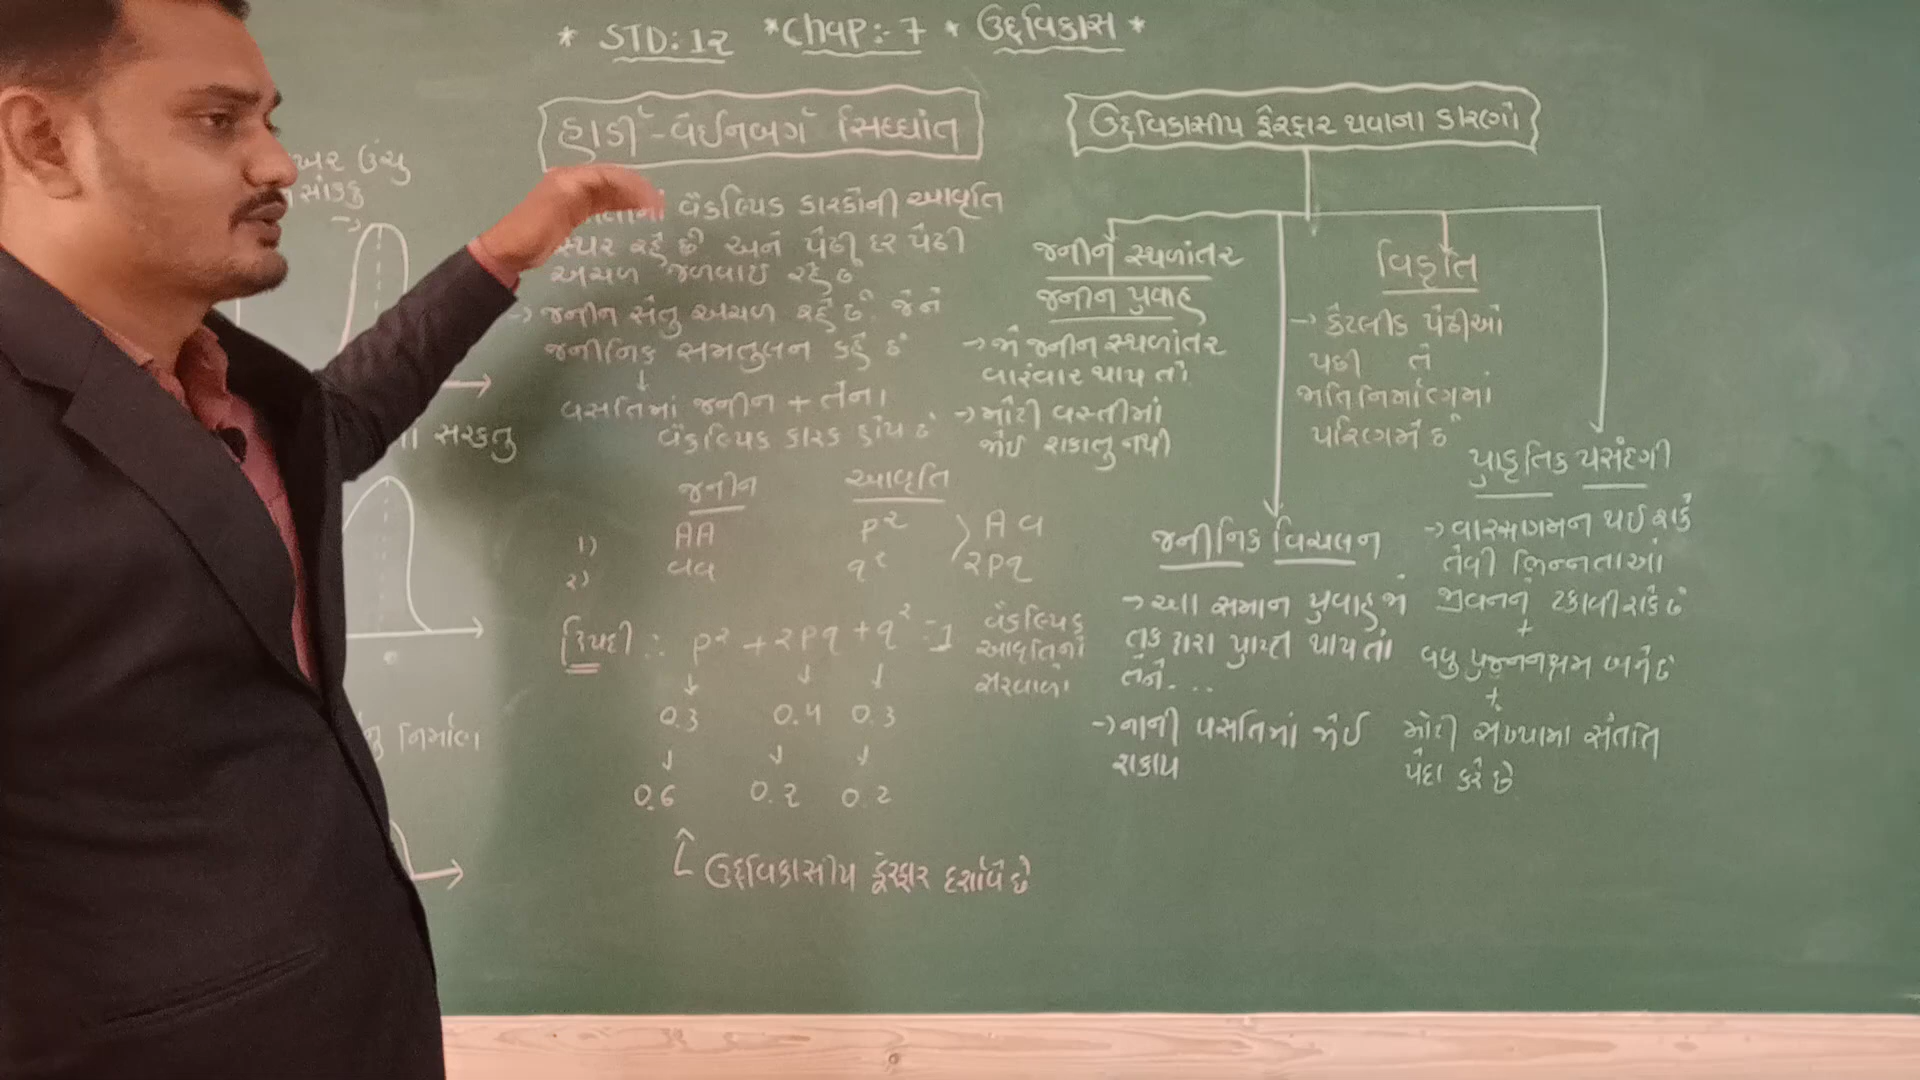 * STD: 12 * Chap:- 7 * ઉદ્દવિકાસ *
અર ઉંચુ
સાંકડુ
સરકતુ
નું નિર્માણ
હાર્ડી-વેઈનબર્ગ સિધ્ધાંત
વૈકલ્પિક કારકોની આવૃતિ
સ્થિર રહે છે અને પેઢી દર પેઢી
અચળ જળવાઇ રહે છે
→ જનીન સેતુ અચળ રહે છે. જેને
જનીનિક સમતુલન કહે છે
↓
વસતિમાં જનીન + તેના
વૈકલ્પિક કારક હોય છે
જનીન આવૃતિ
1) AA p²
2) aa q²
Aa
2pq
ત્રિપદી : p² + 2pq + q² = 1
વૈકલ્પિક
આવૃતિનો
સરવાળો
↓ ↓ ↓
0.3 0.4 0.3
↓ ↓ ↓
0.6 0.2 0.2
ઉદ્દવિકાસીય ફેરફાર દર્શાવે છે
ઉદ્દવિકાસીય ફેરફાર થવાના કારણો
જનીન સ્થળાંતર
જનીન પ્રવાહ
→ જો જનીન સ્થળાંતર
વારંવાર થાય તો
→ મોટી વસ્તીમાં
જોઈ શકાતુ નથી
જનીનિક વિચલન
→ આ સમાન પ્રવાહ જો
તક દ્વારા પ્રાપ્ત થાય તો
તેને....
→ નાની વસતિમાં જોઈ
શકાય
વિકૃતિ
→ કેટલીક પેઢીઓ
પછી તે
જાતિનિર્માણમાં
પરિણમે છે
પ્રાકૃતિક પસંદગી
→ વારસાગમન થઈ શકે
તેવી ભિન્નતાઓ
જીવનને ટકાવી શકે છે
+
વધુ પ્રજનનક્ષમ બને છે
+
મોટી સંખ્યામાં સંતતિ
પેદા કરે છે